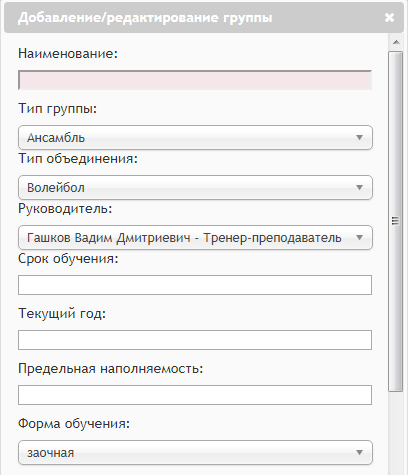 Добавление/редактирование группы
Наименование:
Тип группы:
Ансамбль
Тип объединения:
Волейбол
Руководитель:
Гашков Вадим Дмитриевич - Тренер-преподаватель
Срок обучения:
Текущий год:
Предельная наполняемость:
Форма обучения:
заочная